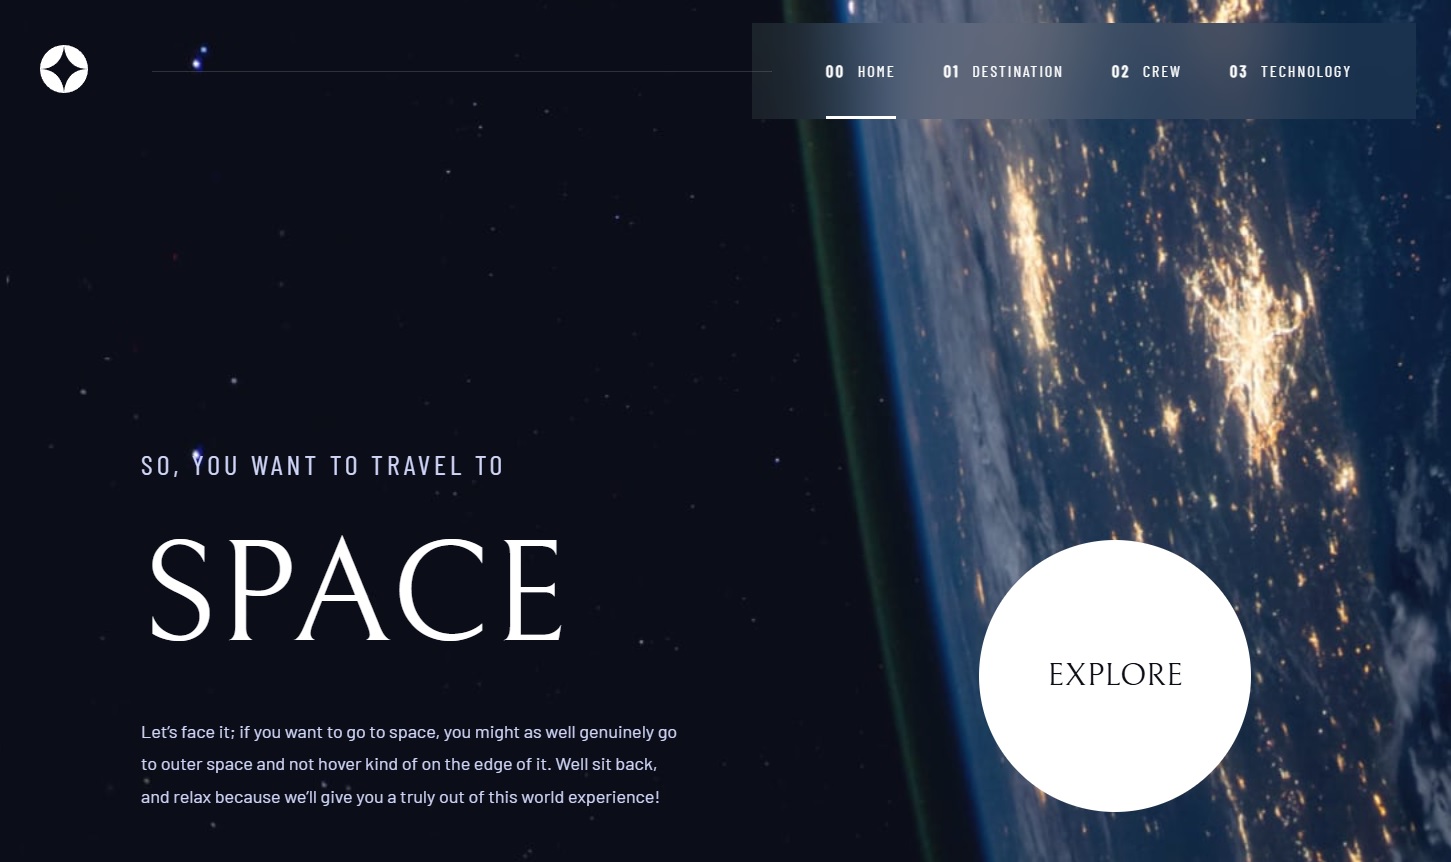 00 HOME 01 DESTINATION 02 CREW 03 TECHNOLOGY
SO, YOU WANT TO TRAVEL TO
SPACE
Let’s face it; if you want to go to space, you might as well genuinely go
to outer space and not hover kind of on the edge of it. Well sit back,
and relax because we’ll give you a truly out of this world experience!
EXPLORE